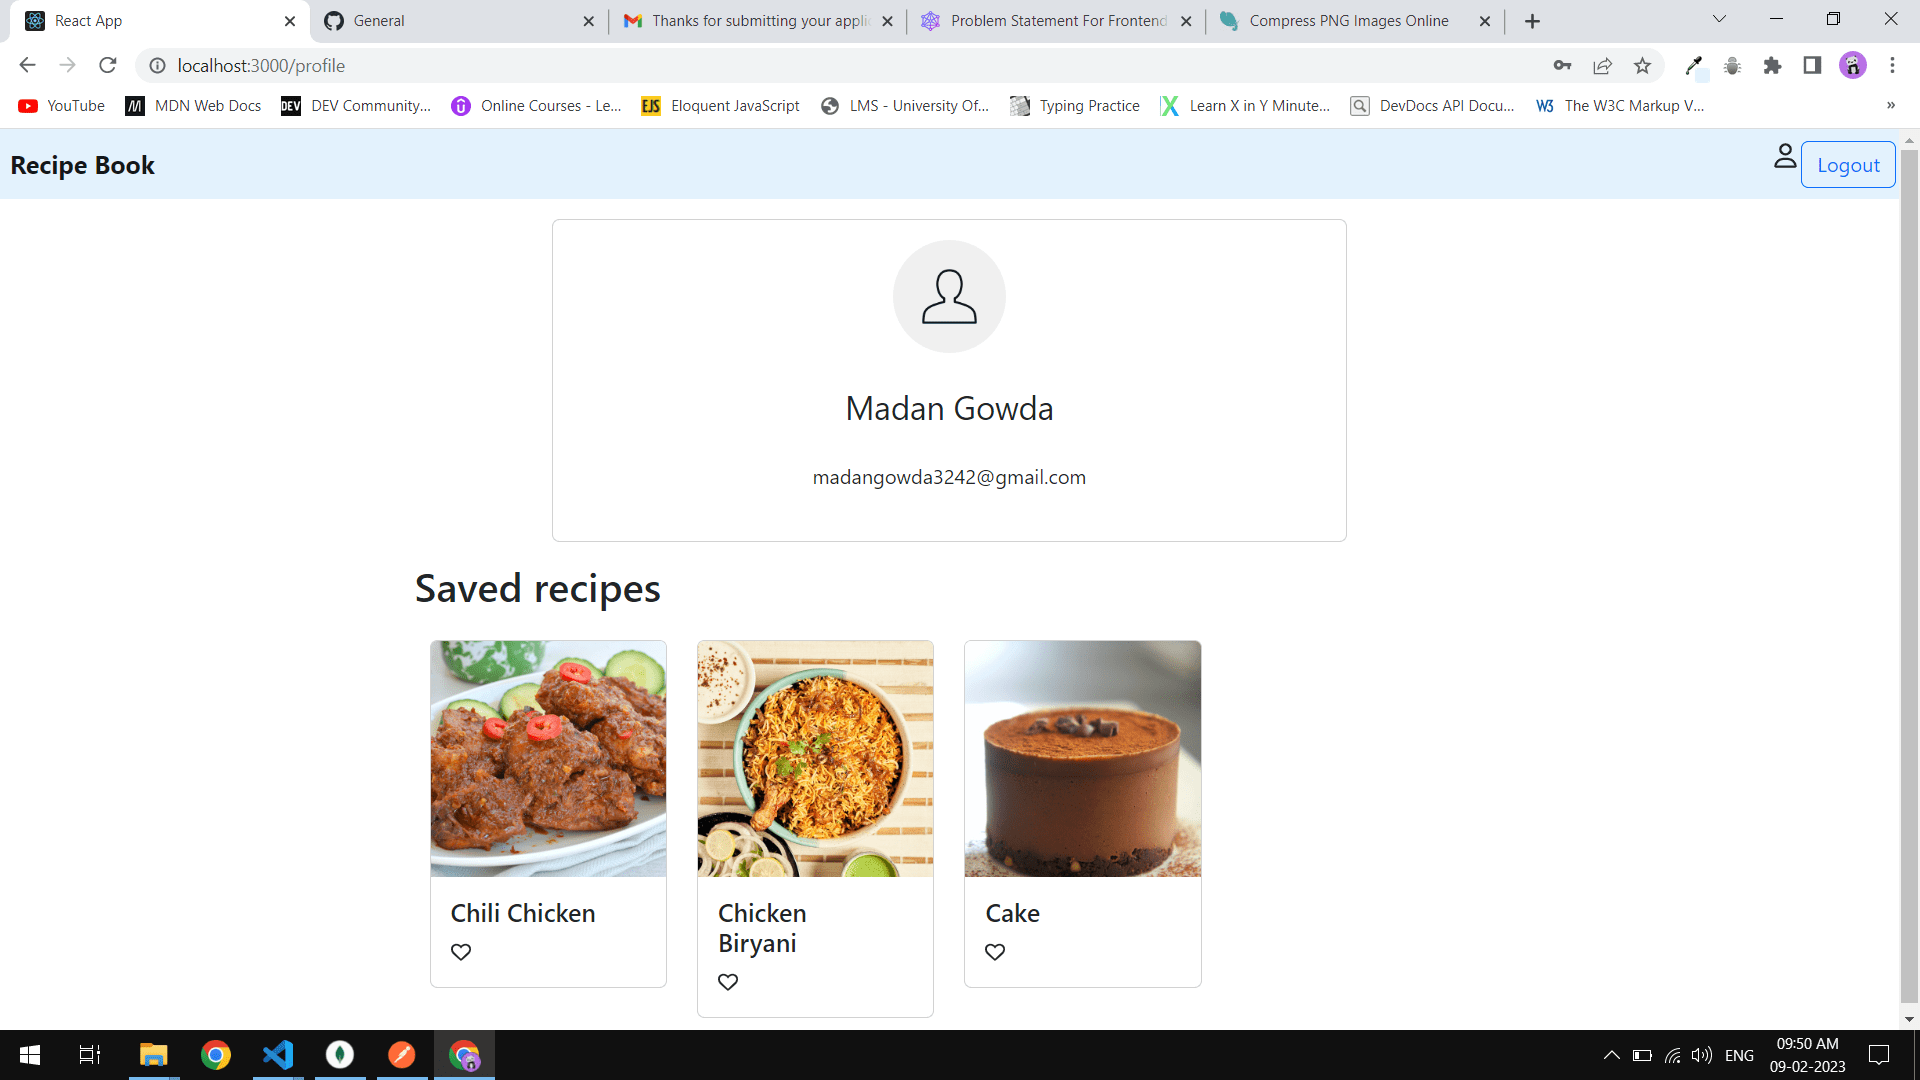 React App
General
Thanks for submitting your applic
Problem Statement For Frontend
Compress PNG Images Online
localhost:3000/profile
YouTube
MDN Web Docs
DEV
DEV Community...
Online Courses - Le...
EJS
Eloquent JavaScript
LMS - University Of...
Typing Practice
Learn X in Y Minute...
DevDocs API Docu...
W3
The W3C Markup V...
»
Recipe Book
Logout
Madan Gowda
madangowda3242@gmail.com
Saved recipes
Chili Chicken
Chicken
Biryani
Cake
ENG
09:50 AM
09-02-2023